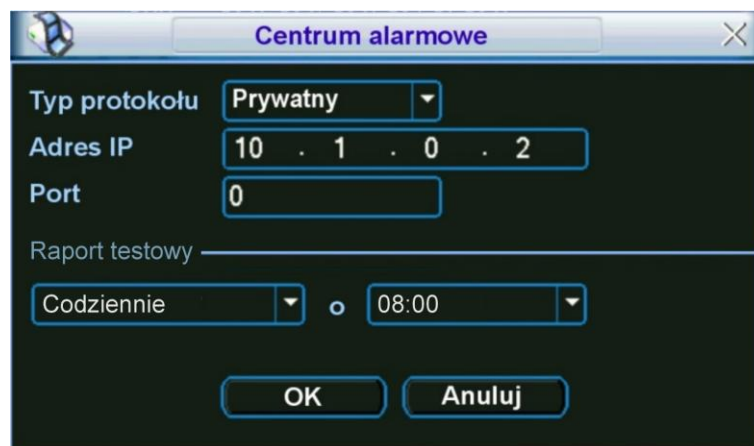 Centrum alarmowe
Typ protokołu Prywatny
Adres IP 10 . 1 . 0 . 2
Port 0
Raport testowy
Codziennie o 08:00
OK Anuluj